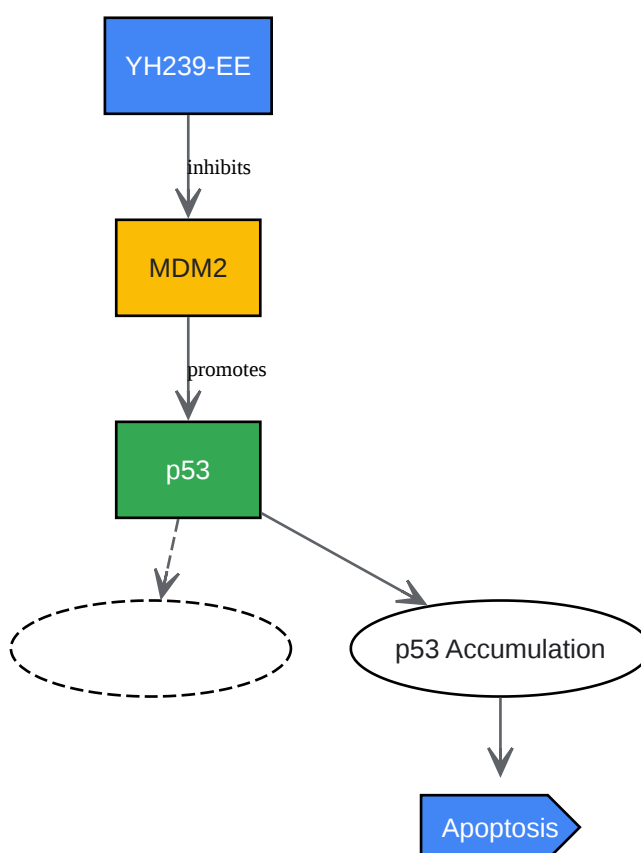 YH239-EE
inhibits
MDM2
promotes
p53
p53 Accumulation
Apoptosis